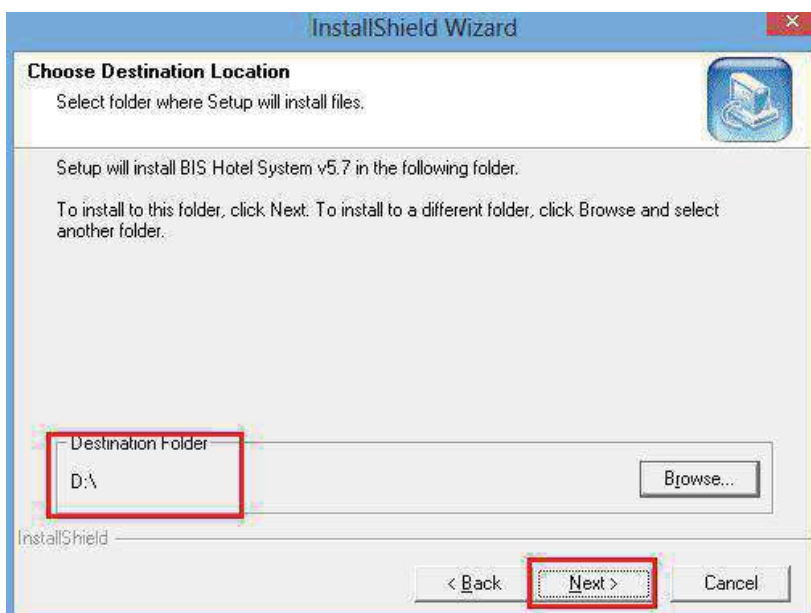 InstallShield Wizard
Choose Destination Location
Select folder where Setup will install files.
Setup will install BIS Hotel System v5.7 in the following folder.
To install to this folder, click Next. To install to a different folder, click Browse and select
another folder.
Destination Folder
D:\
Browse...
InstallShield
< Back
Next >
Cancel